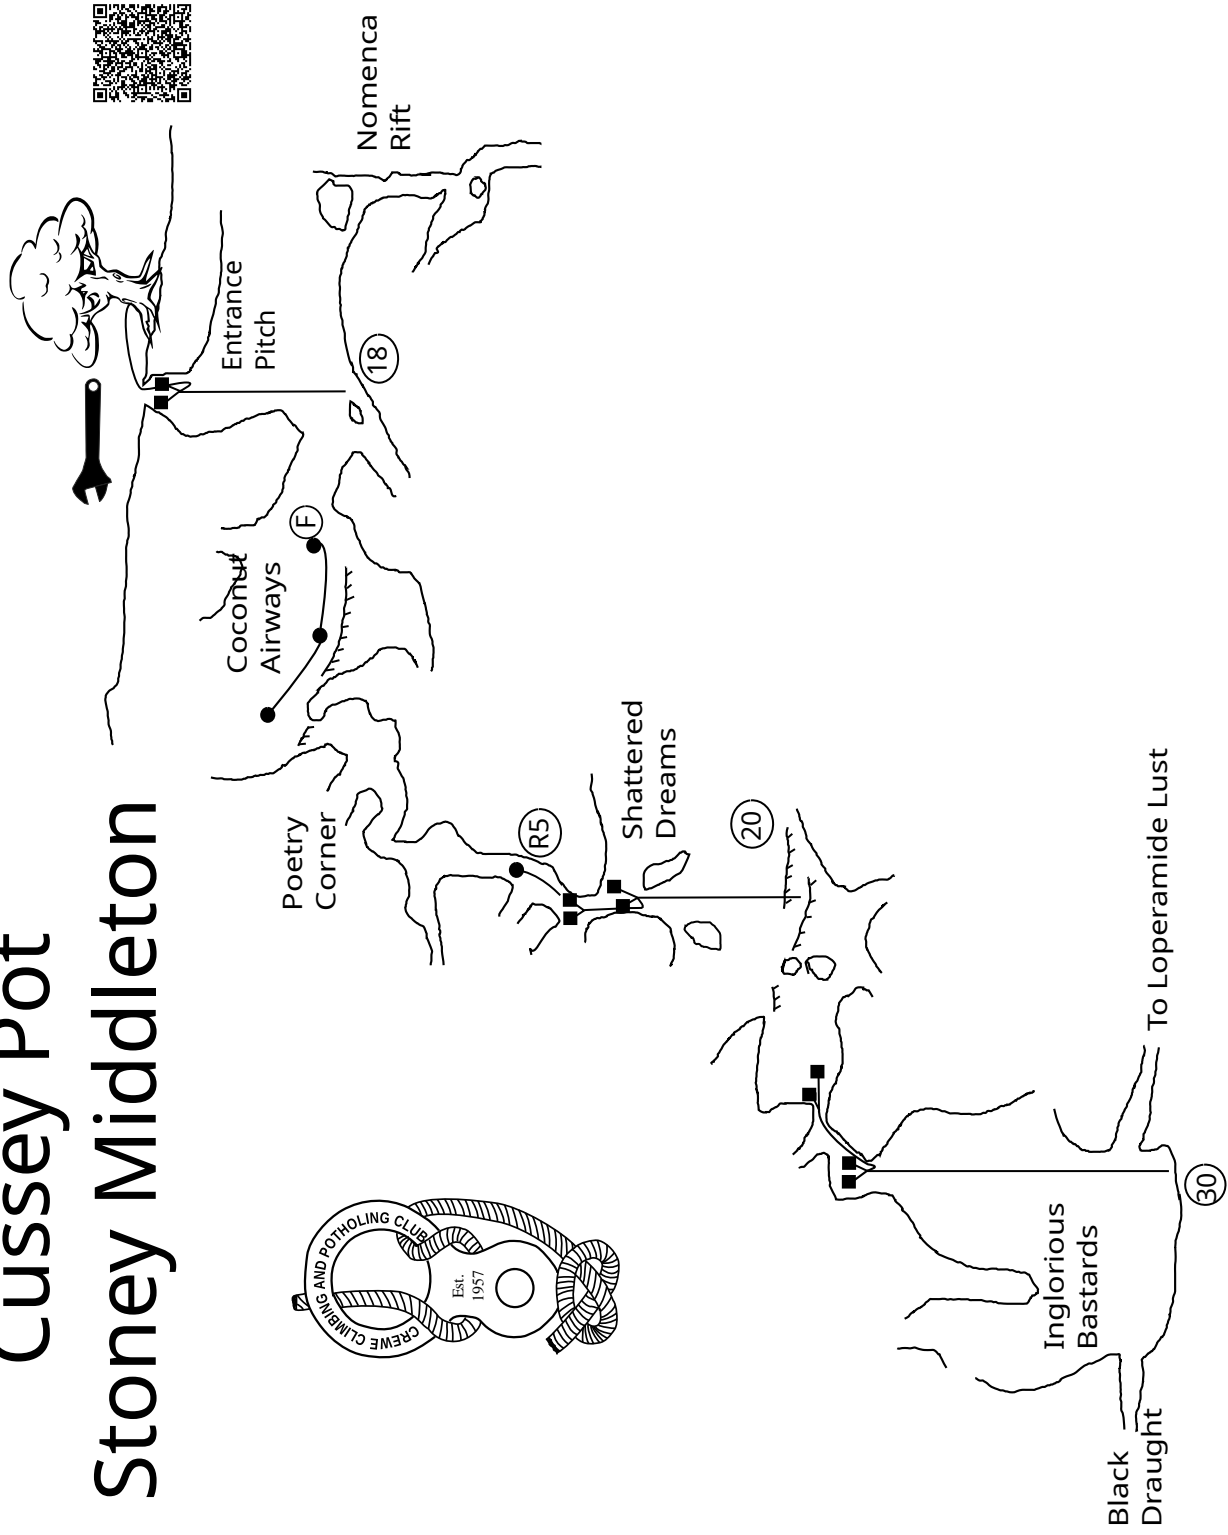 Cussey Pot
Stoney Middleton
CREWE CLIMBING AND POTHOLING CLUB
Est.
1957
Entrance
Pitch
18
Nomenca
Rift
F
Coconut
Airways
Poetry
Corner
R5
Shattered
Dreams
20
Inglorious
Bastards
30
To Loperamide Lust
Black
Draught